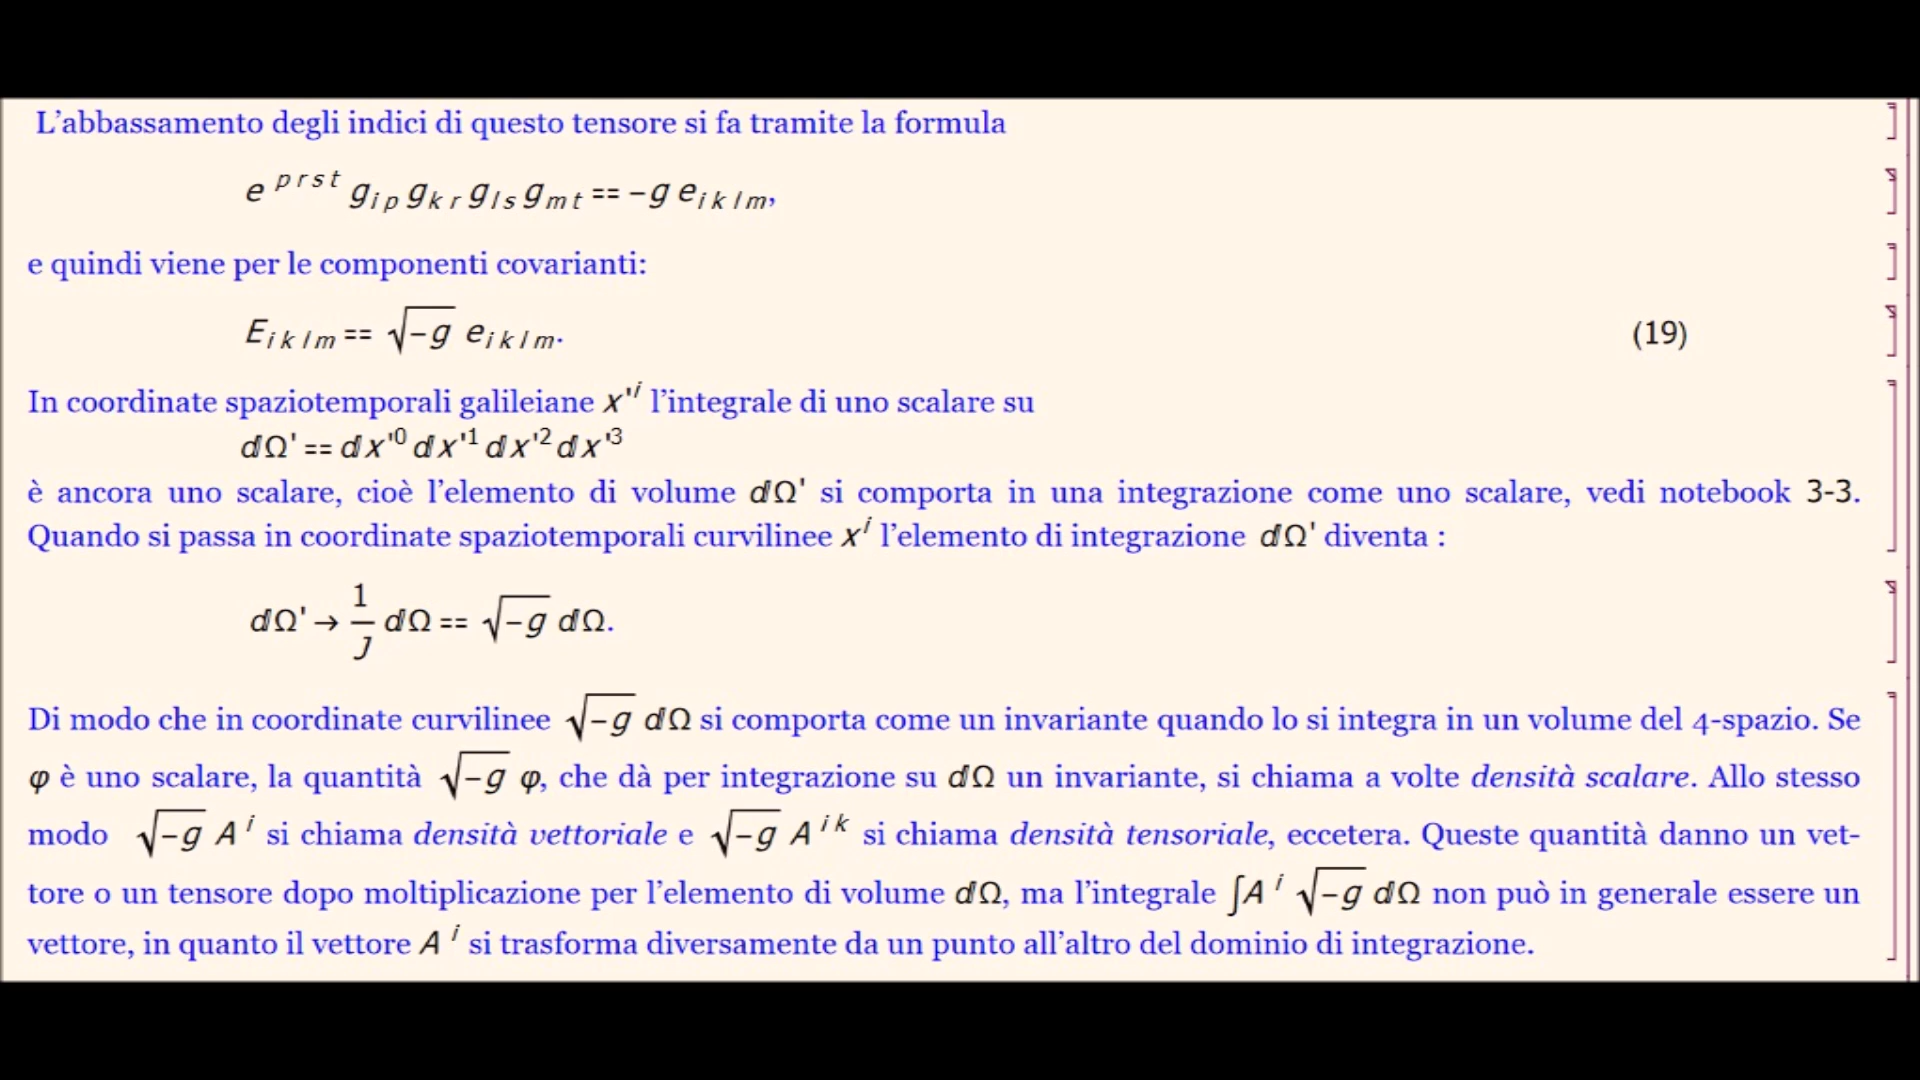 L’abbassamento degli indici di questo tensore si fa tramite la formula
e^{prst} g_{ip} g_{kr} g_{ls} g_{mt} == -g e_{iklm},
e quindi viene per le componenti covarianti:
E_{iklm} == √(-g) e_{iklm}. (19)
In coordinate spaziotemporali galileiane x'^i l’integrale di uno scalare su
ⅆΩ' == ⅆx'^0 ⅆx'^1 ⅆx'^2 ⅆx'^3
è ancora uno scalare, cioè l’elemento di volume ⅆΩ' si comporta in una integrazione come uno scalare, vedi notebook 3-3.
Quando si passa in coordinate spaziotemporali curvilinee x^i l’elemento di integrazione ⅆΩ' diventa :
ⅆΩ' → 1/J ⅆΩ == √(-g) ⅆΩ.
Di modo che in coordinate curvilinee √(-g) ⅆΩ si comporta come un invariante quando lo si integra in un volume del 4-spazio. Se
φ è uno scalare, la quantità √(-g) φ, che dà per integrazione su ⅆΩ un invariante, si chiama a volte densità scalare. Allo stesso
modo √(-g) A^i si chiama densità vettoriale e √(-g) A^{ik} si chiama densità tensoriale, eccetera. Queste quantità danno un vet-
tore o un tensore dopo moltiplicazione per l’elemento di volume ⅆΩ, ma l’integrale ∫A^i √(-g) ⅆΩ non può in generale essere un
vettore, in quanto il vettore A^i si trasforma diversamente da un punto all’altro del dominio di integrazione.